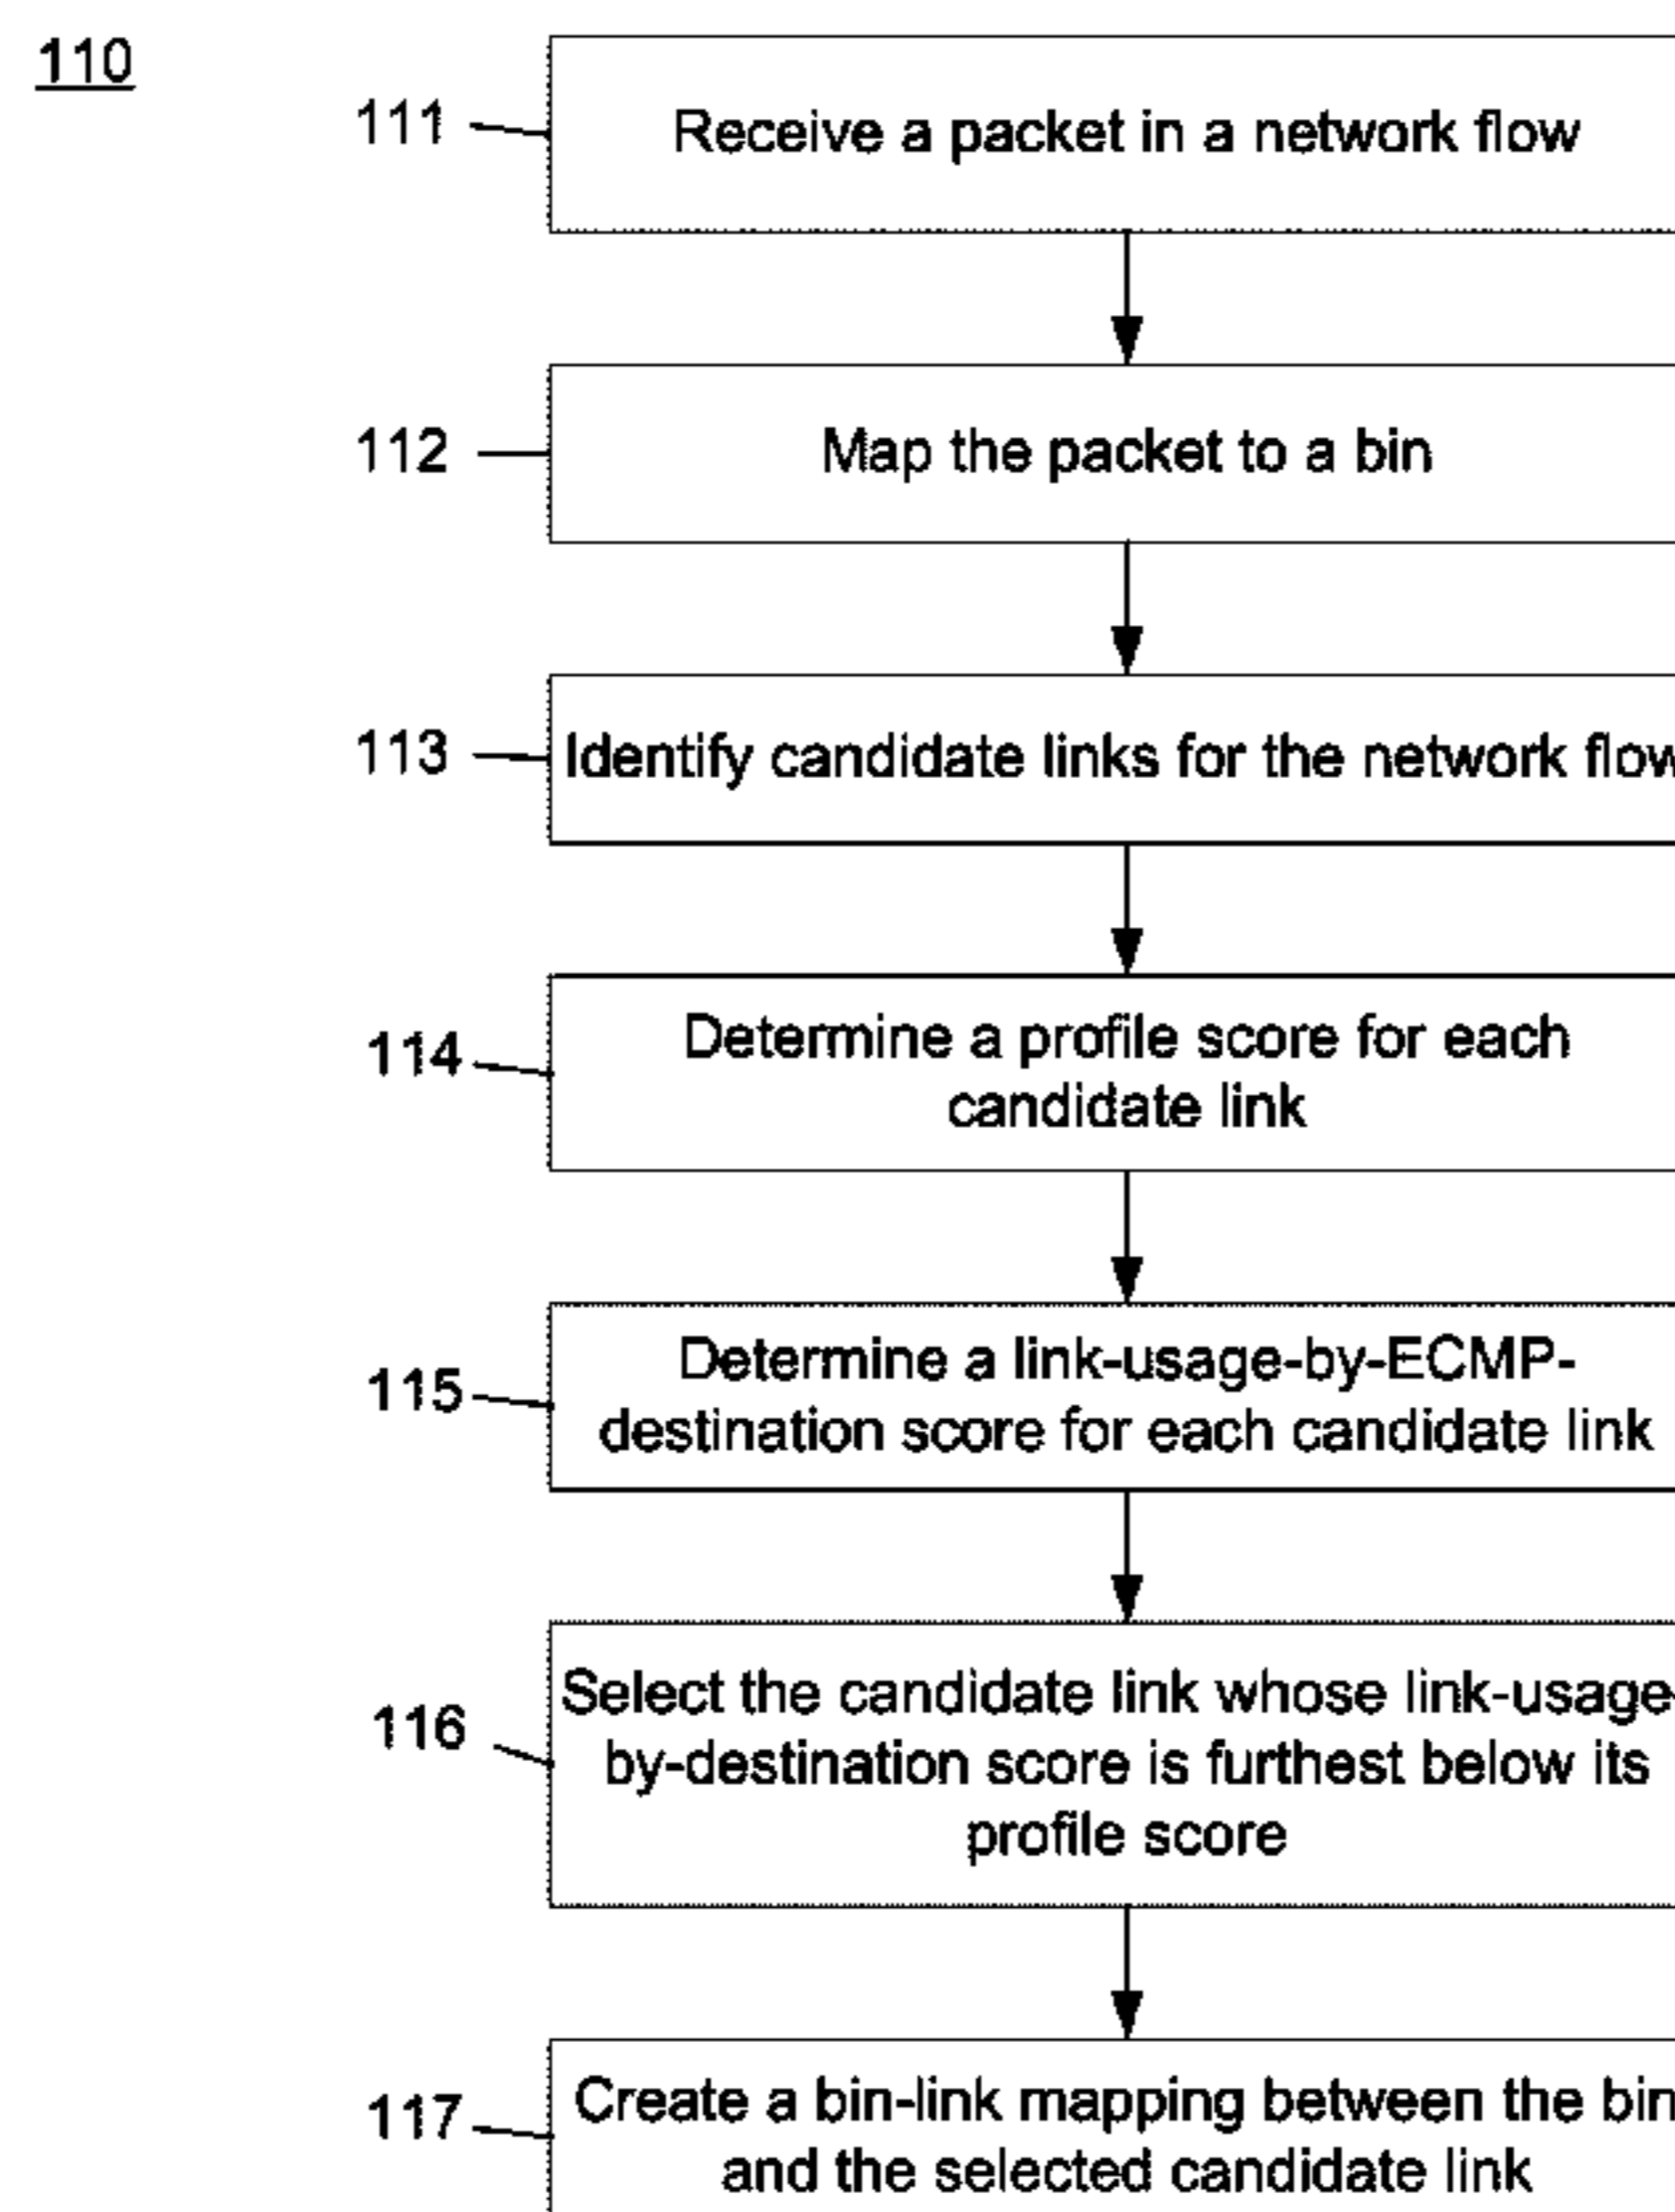 110
111
Receive a packet in a network flow
112
Map the packet to a bin
113
Identify candidate links for the network flow
114
Determine a profile score for each
candidate link
115
Determine a link-usage-by-ECMP-
destination score for each candidate link
116
Select the candidate link whose link-usage-
by-destination score is furthest below its
profile score
117
Create a bin-link mapping between the bin
and the selected candidate link